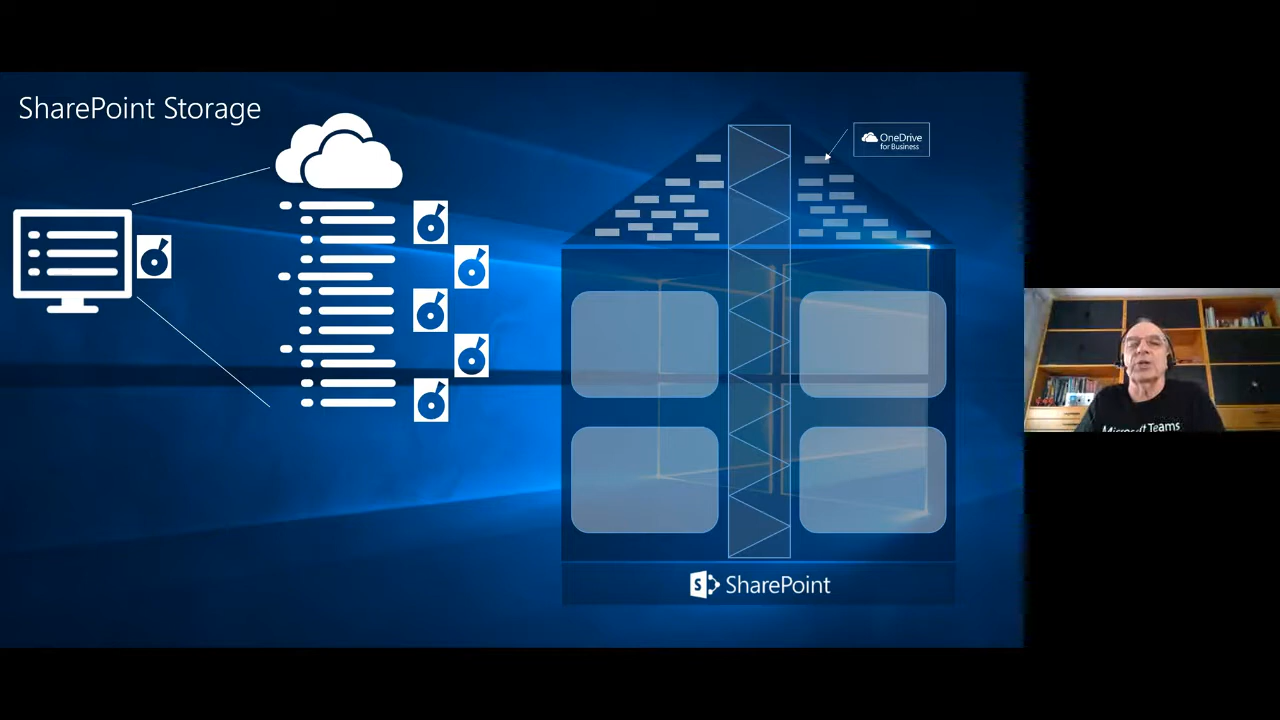 SharePoint Storage
OneDrive
for Business
S
SharePoint
Microsoft Teams